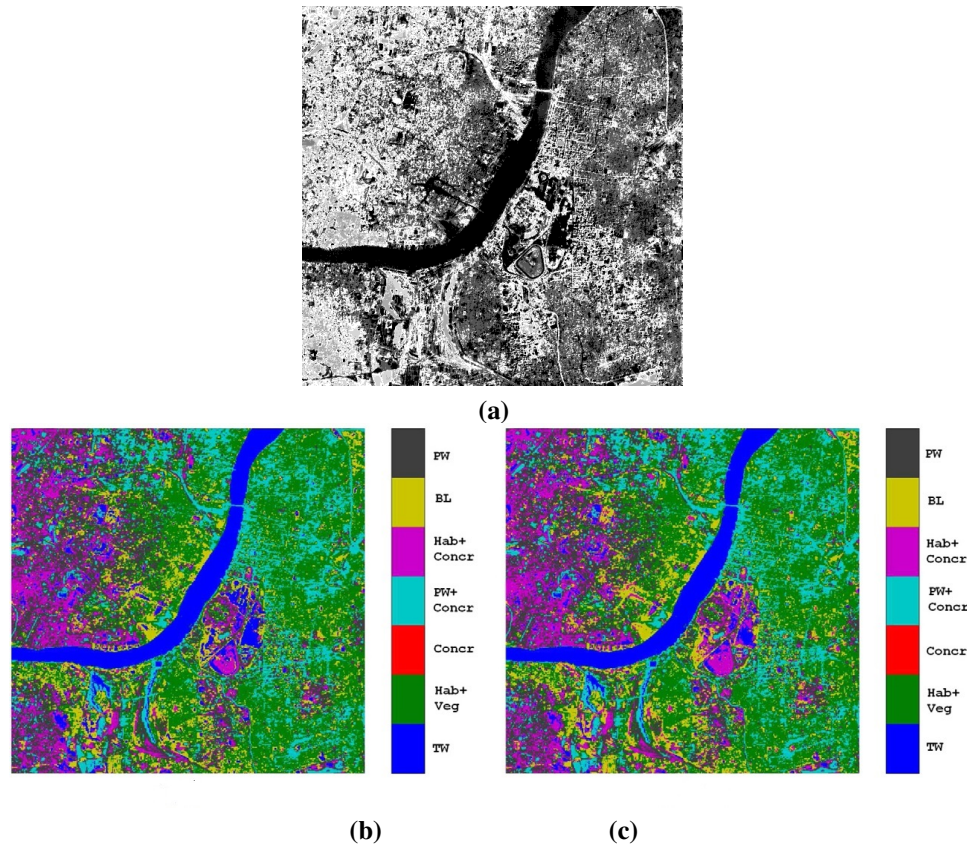 (a)
PW
BL
Hab+
Concr
PW+
Concr
Concr
Hab+
Veg
TW
PW
BL
Hab+
Concr
PW+
Concr
Concr
Hab+
Veg
TW
(b)
(c)